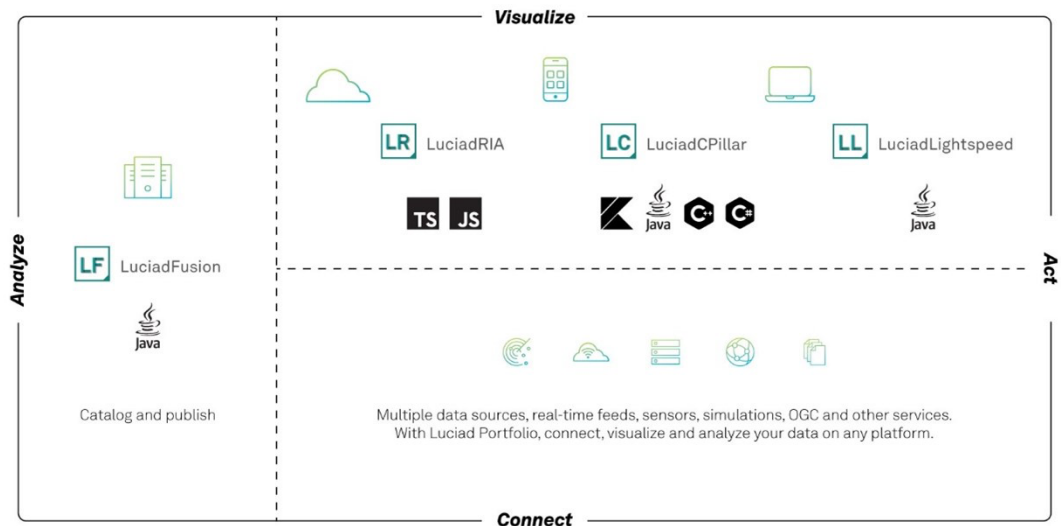 Visualize
LR LuciadRIA
LC LuciadCPillar
LL LuciadLightspeed
TS JS
Java C++ C#
Java
Analyze
LF LuciadFusion
Java
Catalog and publish
Act
Multiple data sources, real-time feeds, sensors, simulations, OGC and other services.
With Luciad Portfolio, connect, visualize and analyze your data on any platform.
Connect